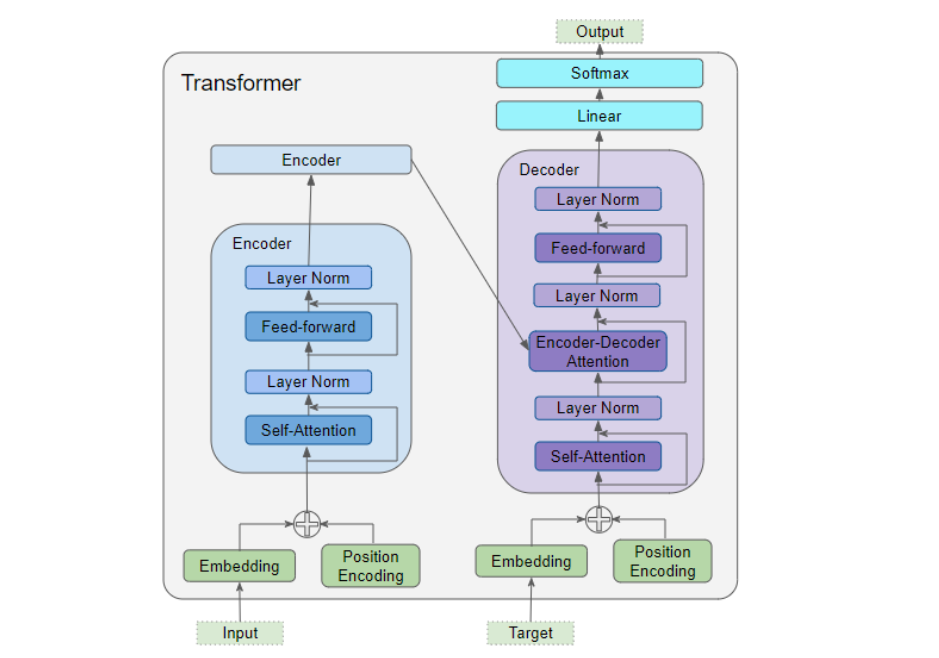 Output
Softmax
Transformer
Linear
Encoder
Decoder
Layer Norm
Encoder
Feed-forward
Layer Norm
Layer Norm
Feed-forward
Encoder-Decoder
Attention
Layer Norm
Layer Norm
Self-Attention
Self-Attention
Embedding
Position
Encoding
Embedding
Position
Encoding
Input
Target